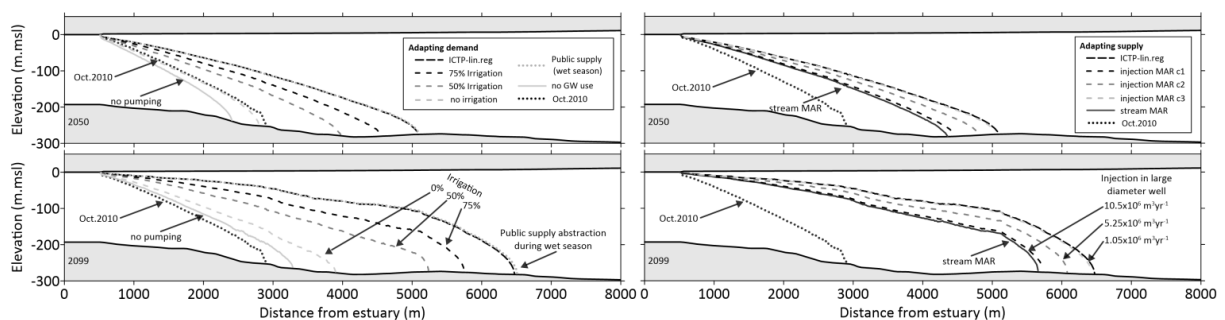 Elevation (m.msl)
0
-100
-200
-300
Oct.2010
no pumping
2050
Adapting demand
ICTP-lin.reg
75% Irrigation
50% Irrigation
no irrigation
Public supply
(wet season)
no GW use
Oct.2010
Elevation (m.msl)
0
-100
-200
-300
Oct.2010
no pumping
2099
Irrigation
0%
50%
75%
Public supply abstraction
during wet season
0 1000 2000 3000 4000 5000 6000 7000 8000
Distance from estuary (m)
Oct.2010
stream MAR
2050
Adapting supply
ICTP-lin.reg
injection MAR c1
injection MAR c2
injection MAR c3
stream MAR
Oct.2010
Oct.2010
stream MAR
2099
Injection in large
diameter well
10.5x10⁶ m³yr⁻¹
5.25x10⁶ m³yr⁻¹
1.05x10⁶ m³yr⁻¹
0 1000 2000 3000 4000 5000 6000 7000 8000
Distance from estuary (m)